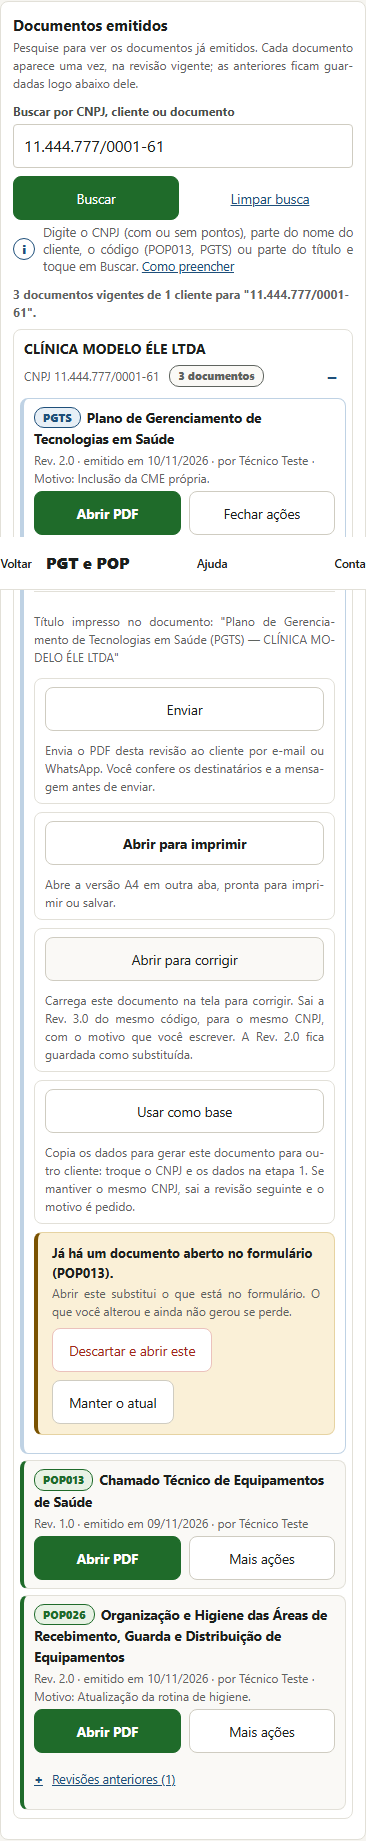 Documentos emitidos
Pesquise para ver os documentos já emitidos. Cada documento
aparece uma vez, na revisão vigente; as anteriores ficam guar-
dadas logo abaixo dele.
Buscar por CNPJ, cliente ou documento
11.444.777/0001-61
Buscar
Limpar busca
i
Digite o CNPJ (com ou sem pontos), parte do nome do
cliente, o código (POP013, PGTS) ou parte do título e
toque em Buscar. Como preencher
3 documentos vigentes de 1 cliente para "11.444.777/0001-
61".
CLÍNICA MODELO ÉLE LTDA
CNPJ 11.444.777/0001-61 3 documentos −
PGTS Plano de Gerenciamento de
Tecnologias em Saúde
Rev. 2.0 · emitido em 10/11/2026 · por Técnico Teste ·
Motivo: Inclusão da CME própria.
Abrir PDF
Fechar ações
Voltar PGT e POP Ajuda Conta
Título impresso no documento: "Plano de Gerencia-
mento de Tecnologias em Saúde (PGTS) — CLÍNICA MO-
DELO ÉLE LTDA"
Enviar
Envia o PDF desta revisão ao cliente por e-mail ou
WhatsApp. Você confere os destinatários e a mensa-
gem antes de enviar.
Abrir para imprimir
Abre a versão A4 em outra aba, pronta para impri-
mir ou salvar.
Abrir para corrigir
Carrega este documento na tela para corrigir. Sai a
Rev. 3.0 do mesmo código, para o mesmo CNPJ,
com o motivo que você escrever. A Rev. 2.0 fica
guardada como substituída.
Usar como base
Copia os dados para gerar este documento para ou-
tro cliente: troque o CNPJ e os dados na etapa 1. Se
mantiver o mesmo CNPJ, sai a revisão seguinte e o
motivo é pedido.
Já há um documento aberto no formulário
(POP013).
Abrir este substitui o que está no formulário. O
que você alterou e ainda não gerou se perde.
Descartar e abrir este
Manter o atual
POP013 Chamado Técnico de Equipamentos
de Saúde
Rev. 1.0 · emitido em 09/11/2026 · por Técnico Teste
Abrir PDF
Mais ações
POP026 Organização e Higiene das Áreas de
Recebimento, Guarda e Distribuição de
Equipamentos
Rev. 2.0 · emitido em 10/11/2026 · por Técnico Teste ·
Motivo: Atualização da rotina de higiene.
Abrir PDF
Mais ações
+ Revisões anteriores (1)